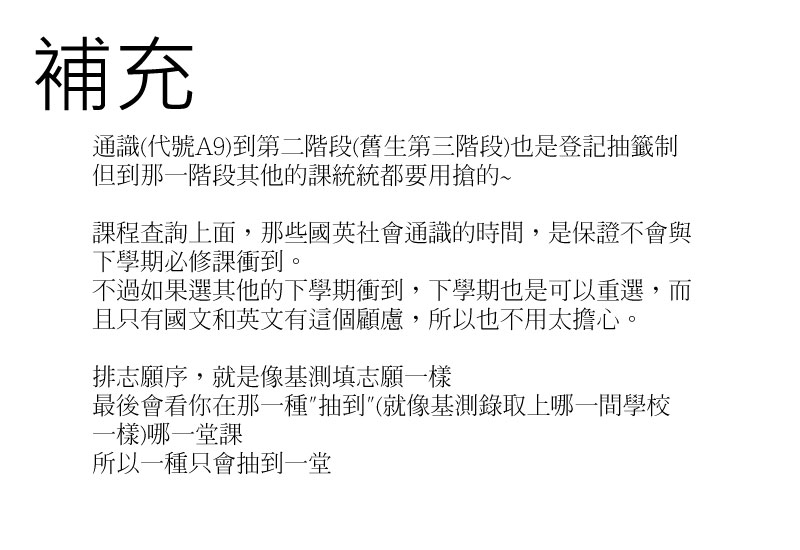 補充
通識(代號A9)到第二階段(舊生第三階段)也是登記抽籤制
但到那一階段其他的課統統都要用搶的~
課程查詢上面，那些國英社會通識的時間，是保證不會與
下學期必修課衝到。
不過如果選其他的下學期衝到，下學期也是可以重選，而
且只有國文和英文有這個顧慮，所以也不用太擔心。
排志願序，就是像基測填志願一樣
最後會看你在那一種"抽到"(就像基測錄取上哪一間學校
一樣)哪一堂課
所以一種只會抽到一堂